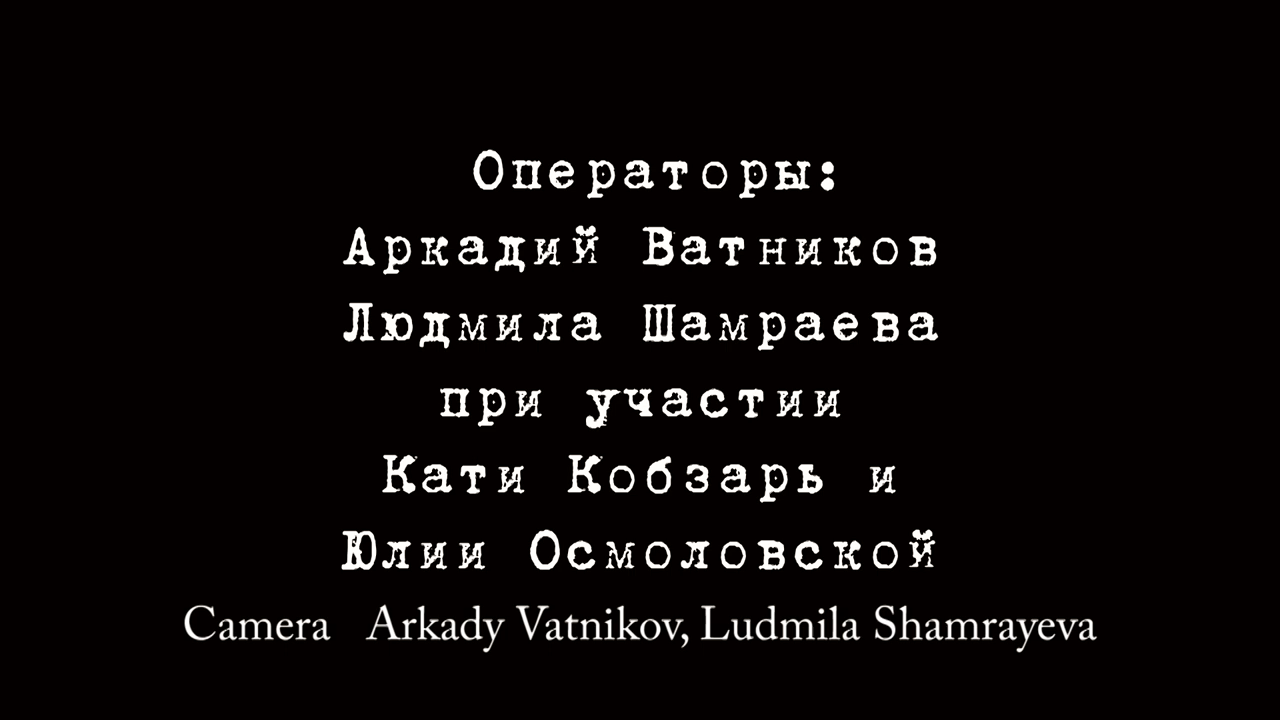 Операторы:
Аркадий Ватников
Людмила Шамраева
при участии
Кати Кобзарь и
Юлии Осмоловской
Camera Arkady Vatnikov, Ludmila Shamrayeva